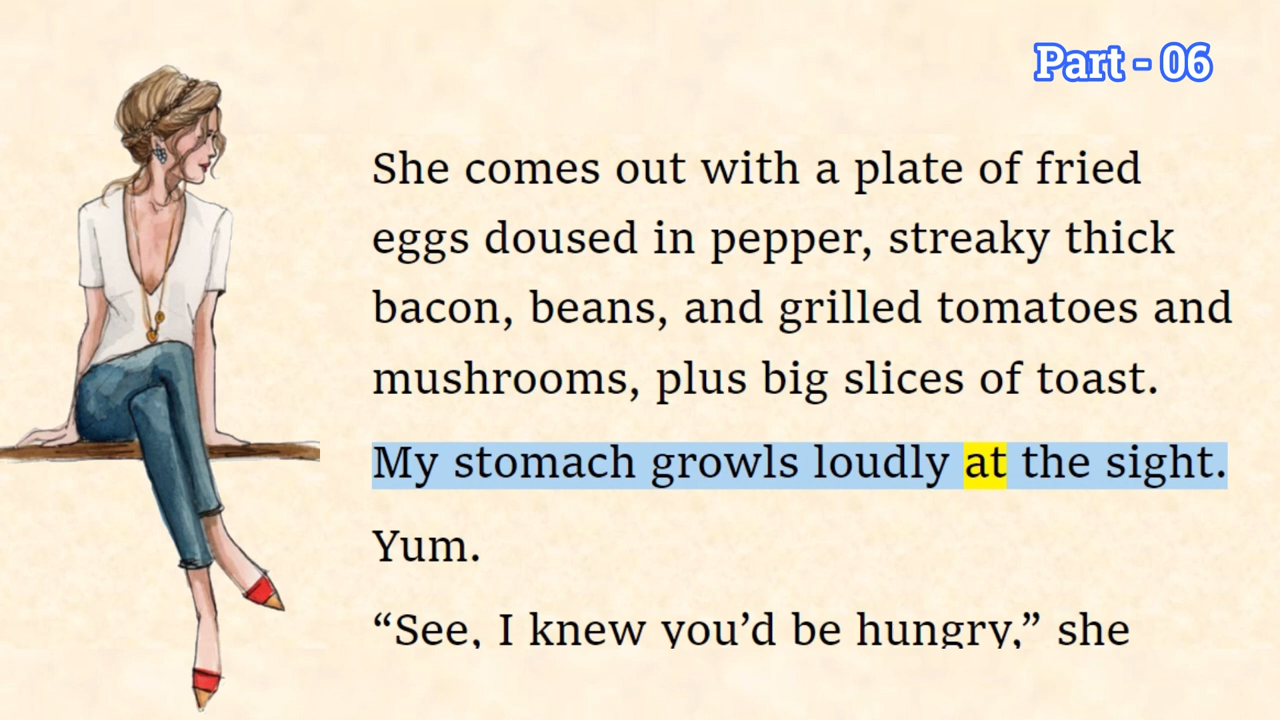 Part - 06
She comes out with a plate of fried
eggs doused in pepper, streaky thick
bacon, beans, and grilled tomatoes and
mushrooms, plus big slices of toast.
My stomach growls loudly at the sight.
Yum.
“See, I knew you’d be hungry,” she